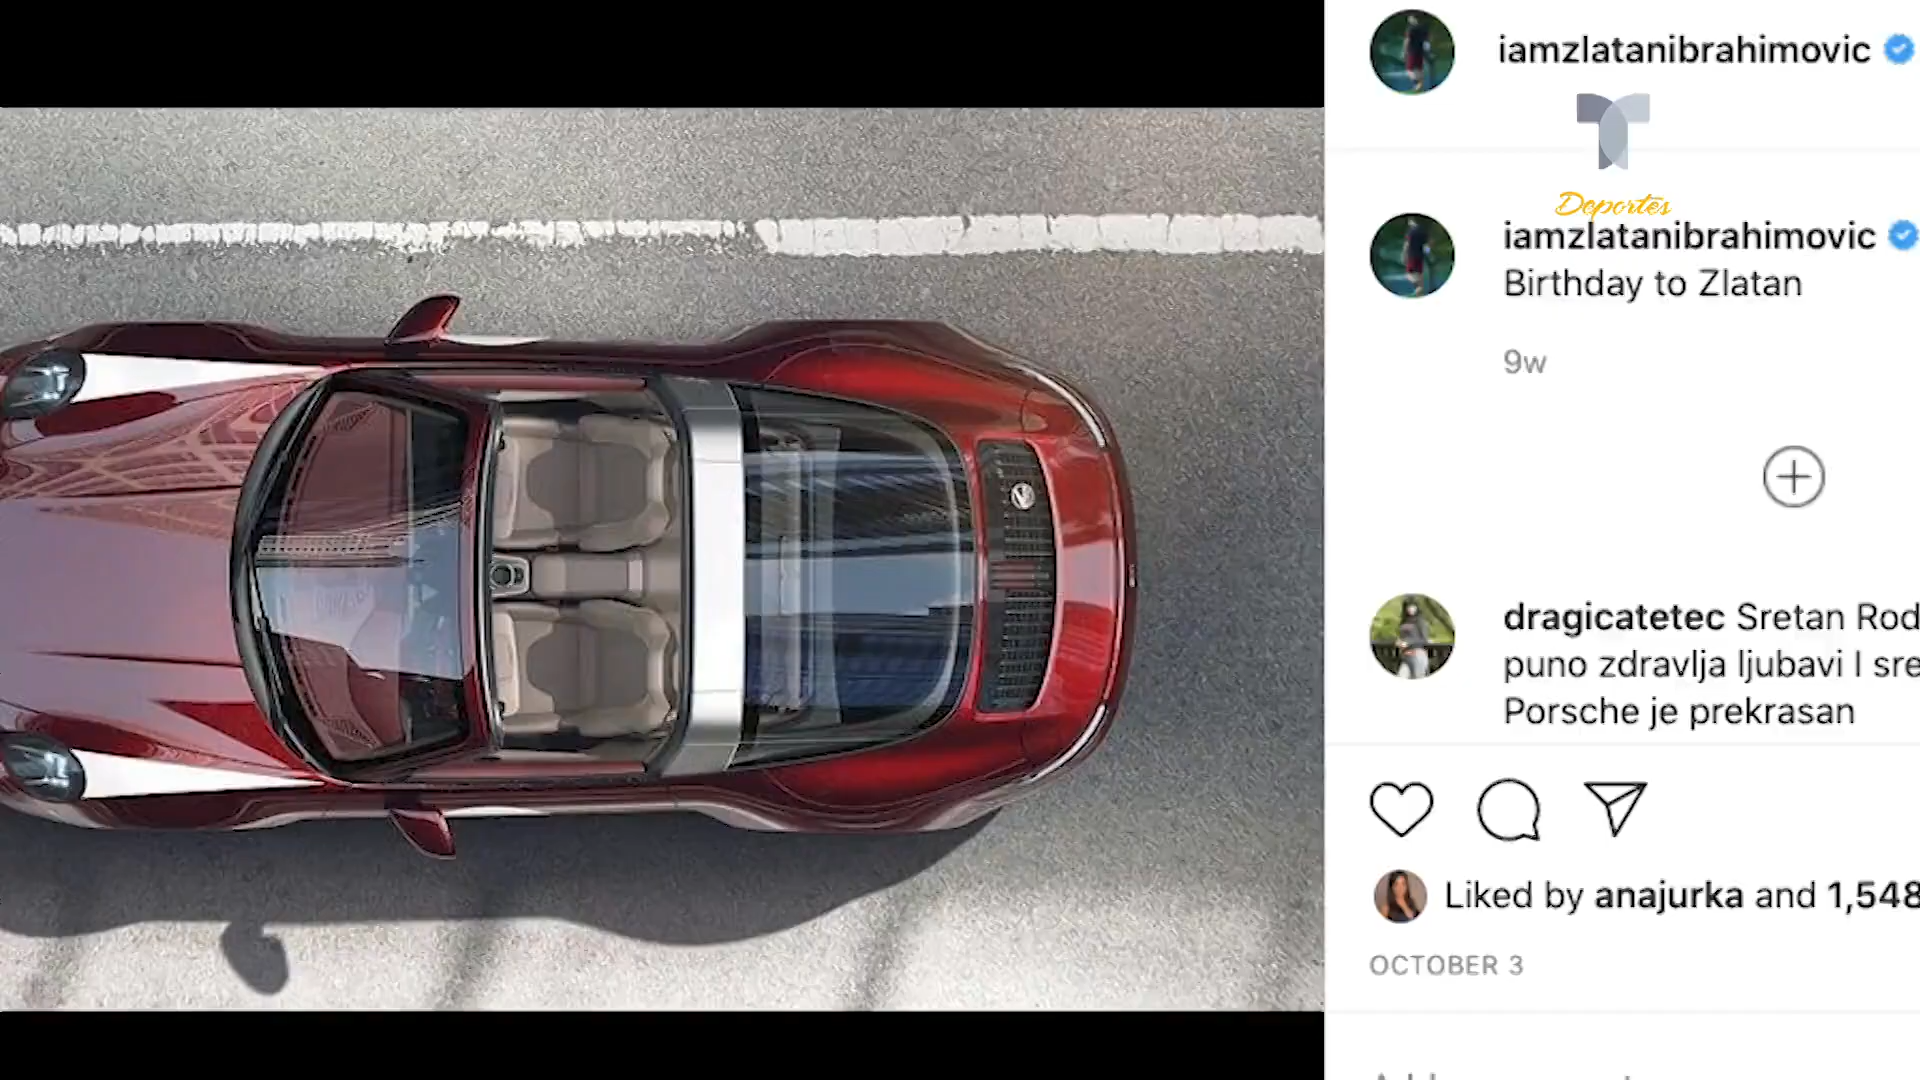 iamzlatanibrahimovic
Deportes
iamzlatanibrahimovic
Birthday to Zlatan
9w
dragicatetec Sretan Rod
puno zdravlja ljubavi I sre
Porsche je prekrasan
Liked by anajurka and 1,548
OCTOBER 3